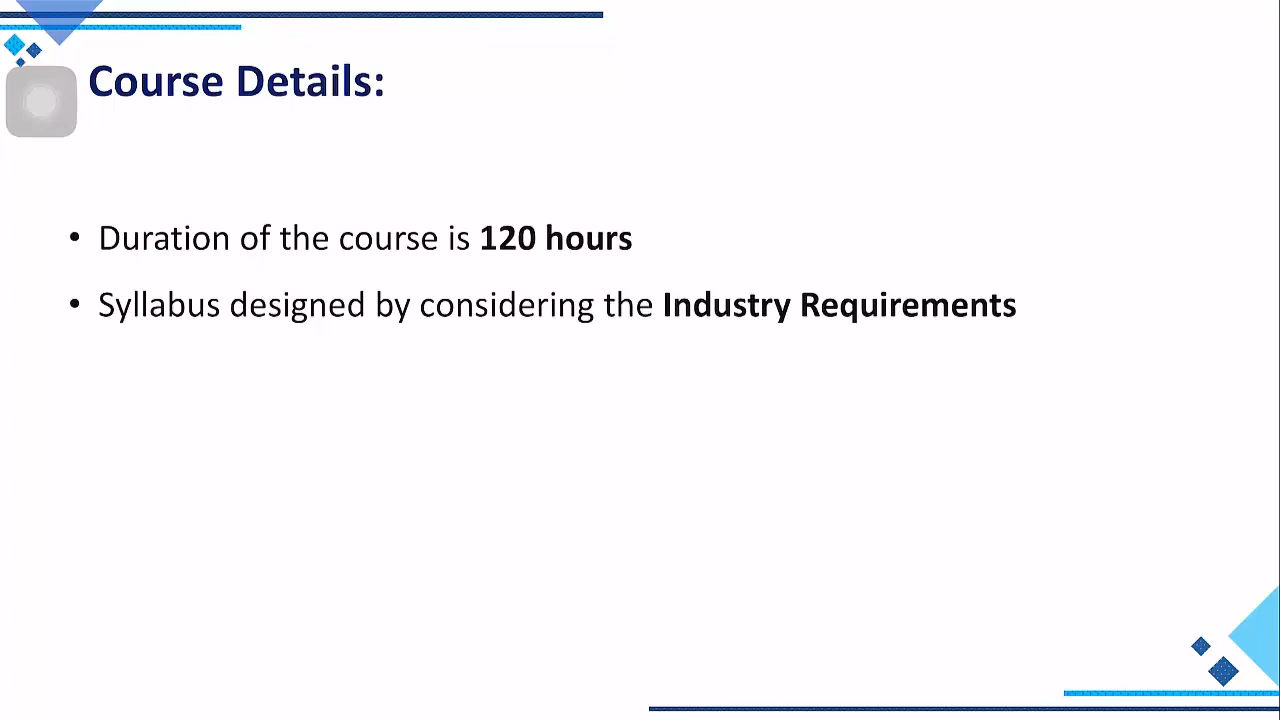 Course Details:
• Duration of the course is 120 hours
• Syllabus designed by considering the Industry Requirements